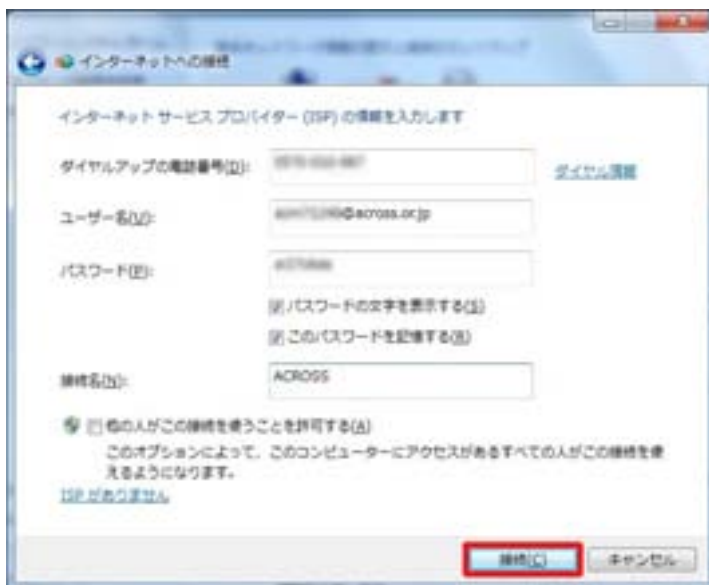 インターネットへの接続
インターネット サービス プロバイダー (ISP) の情報を入力します
ダイヤルアップの電話番号(D):
ダイヤル情報
ユーザー名(U):
@across.or.jp
パスワード(P):
パスワードの文字を表示する(S)
このパスワードを記憶する(R)
接続名(N):
ACROSS
他の人がこの接続を使うことを許可する(A)
このオプションによって、このコンピューターにアクセスがあるすべての人がこの接続を使
えるようになります。
ISP がありません
接続(C)
キャンセル